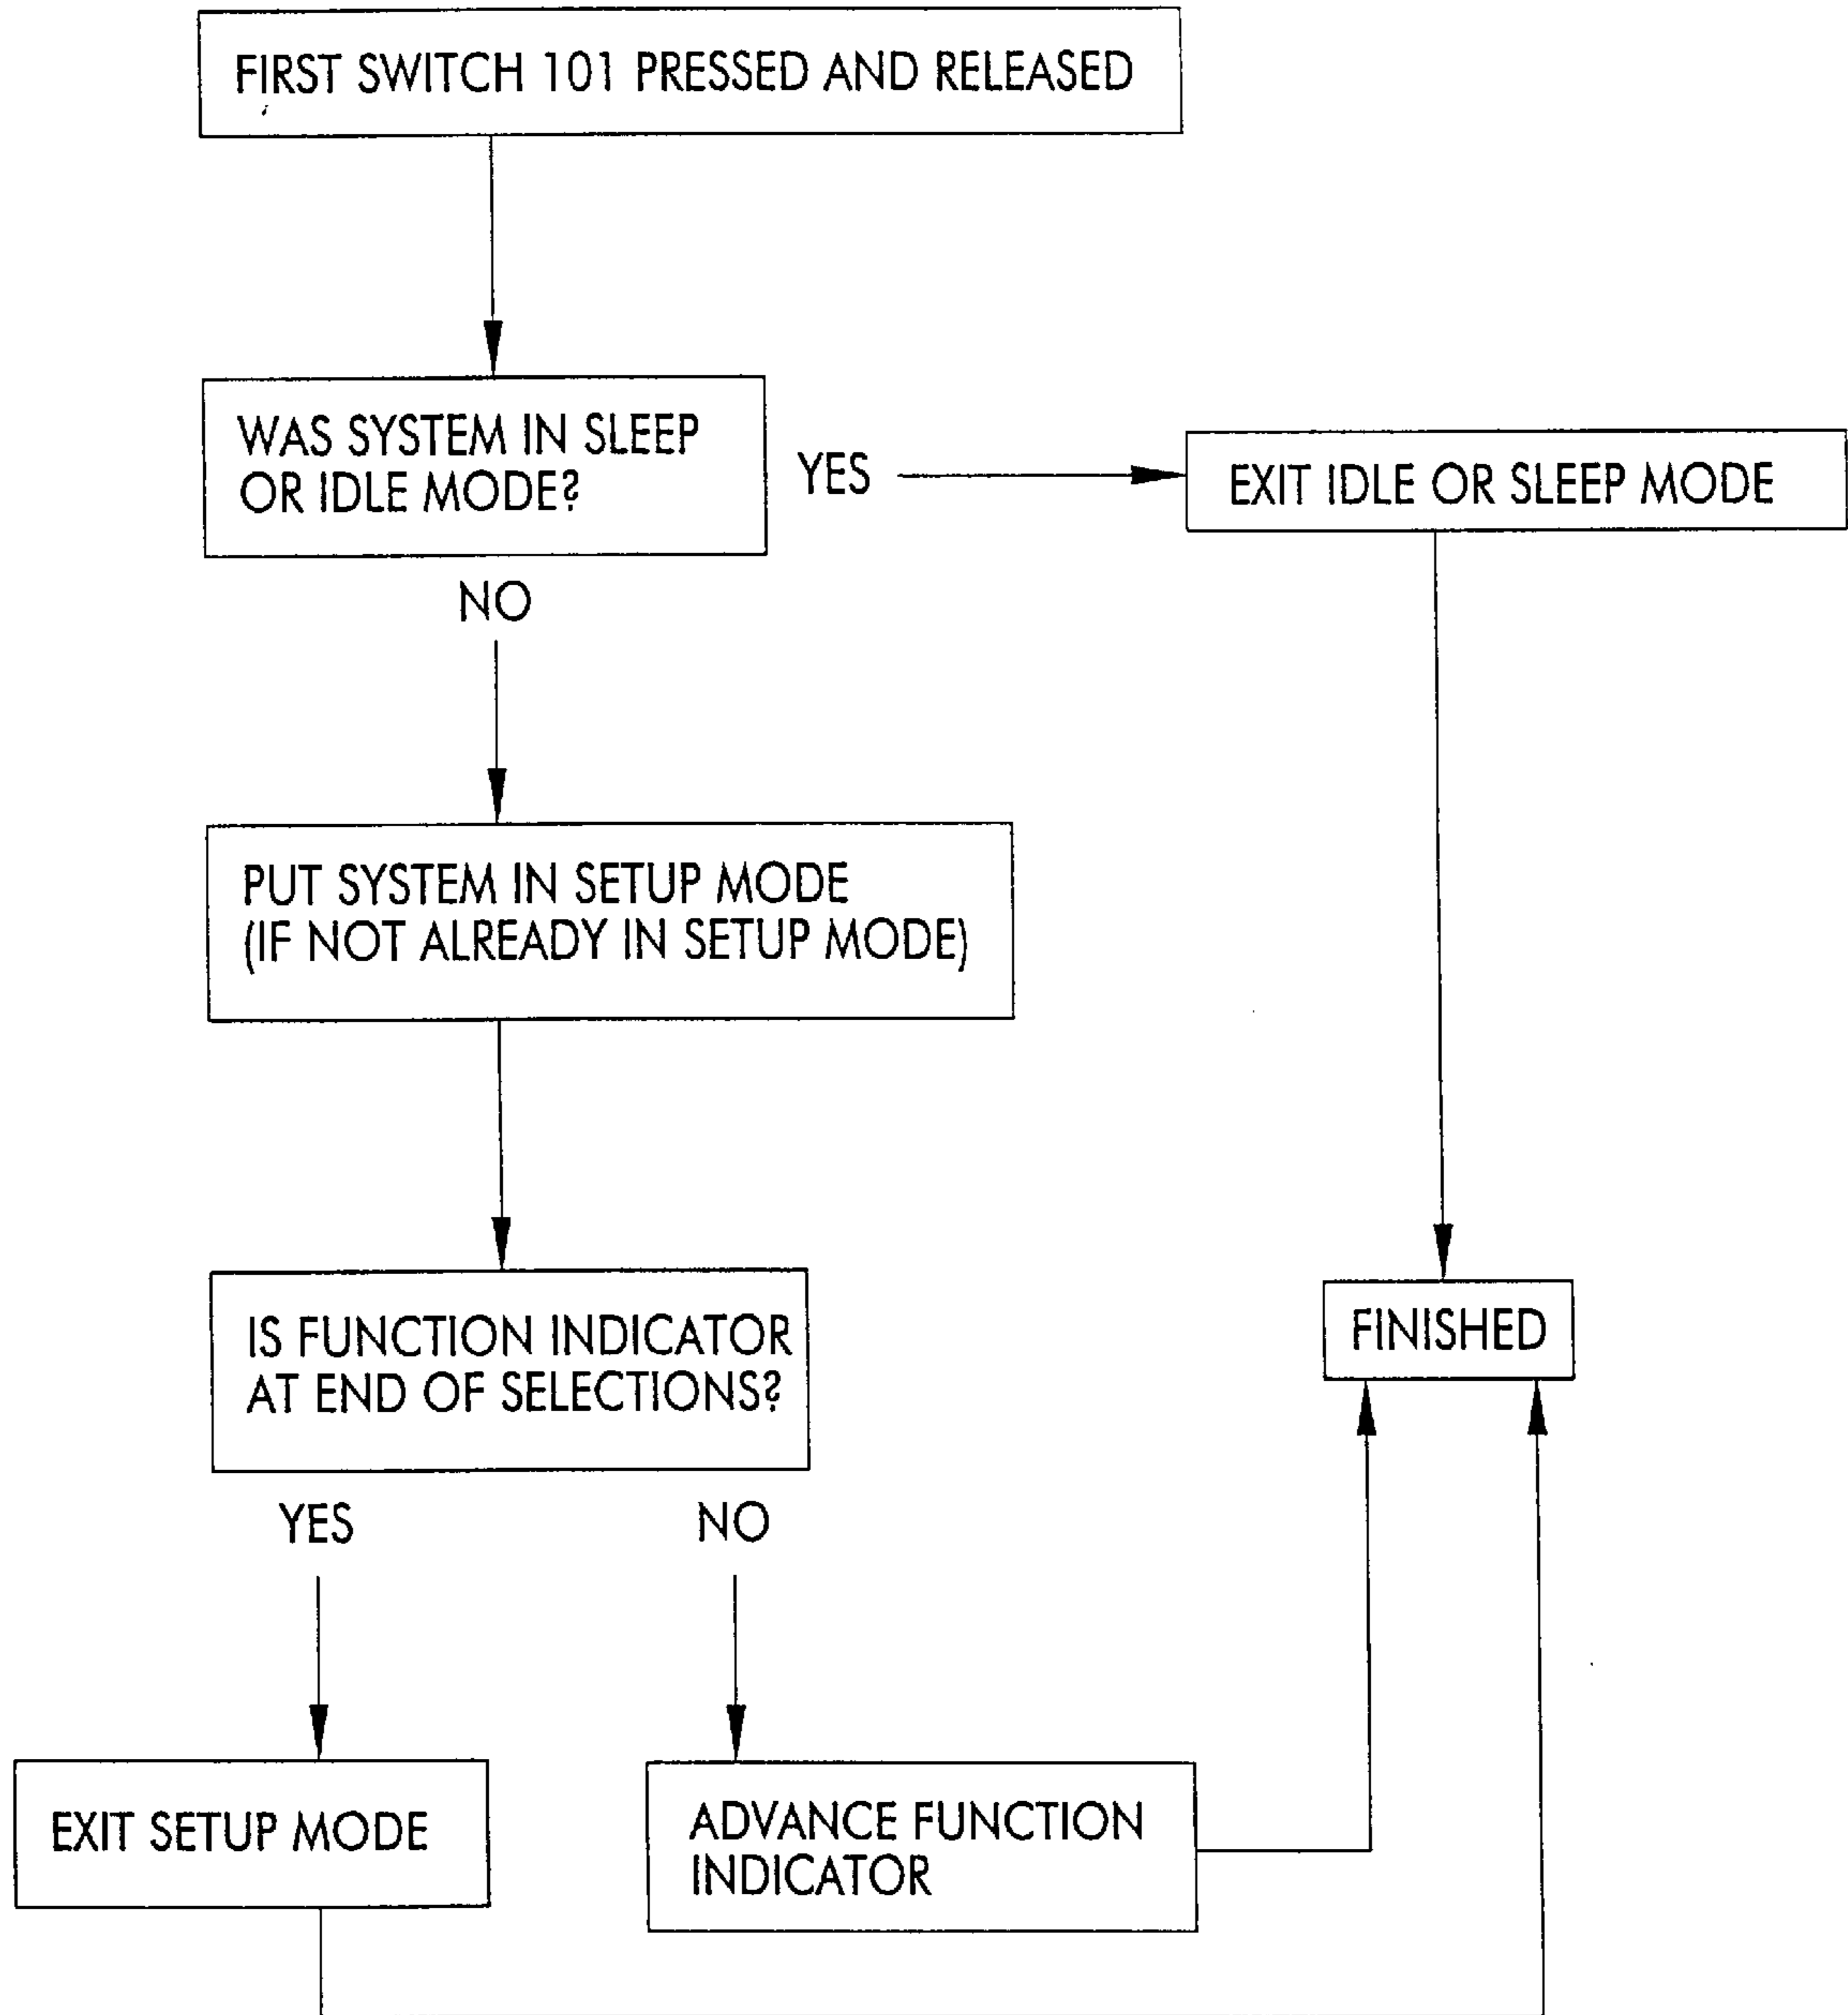 FIRST SWITCH 101 PRESSED AND RELEASED
WAS SYSTEM IN SLEEP
OR IDLE MODE?
YES
EXIT IDLE OR SLEEP MODE
NO
PUT SYSTEM IN SETUP MODE
(IF NOT ALREADY IN SETUP MODE)
IS FUNCTION INDICATOR
AT END OF SELECTIONS?
FINISHED
YES
NO
EXIT SETUP MODE
ADVANCE FUNCTION
INDICATOR